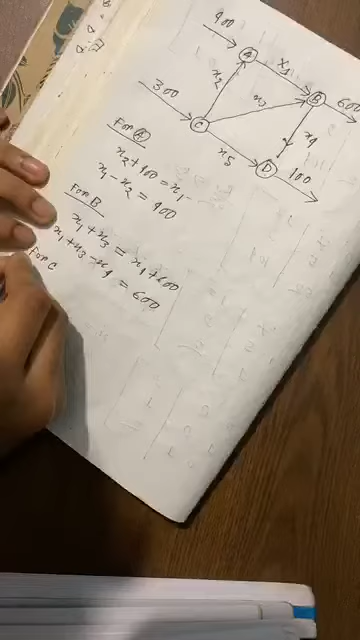 400
A
x1
B
600
x2
x3
300
x4
C
x5
D
100
For A
x2 + 400 = x1
x1 - x2 = 400
For B
x1 + x3 = x4 + 600
x1 + x3 - x4 = 600
For C